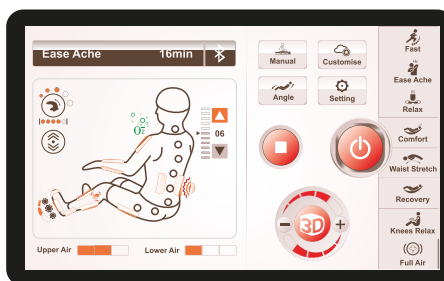 Ease Ache 16min
Manual
Customise
Angle
Setting
O2
06
3D
Upper Air
Lower Air
Fast
Ease Ache
Relax
Comfort
Waist Stretch
Recovery
Knees Relax
Full Air